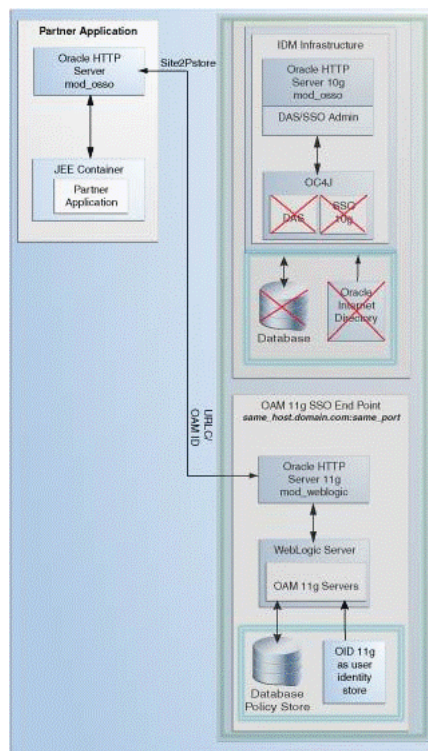 Partner Application
Oracle HTTP
Server
mod_osso
JEE Container
Partner
Application
Site2Pstore
IDM Infrastructure
Oracle HTTP
Server 10g
mod_osso
DAS/SSO Admin
OC4J
DAS
SSO
10g
Database
Oracle
Internet
Directory
URLC/
OAM ID
OAM 11g SSO End Point
same_host.domain.com:same_port
Oracle HTTP
Server 11g
mod_weblogic
WebLogic Server
OAM 11g Servers
Database
Policy Store
OID 11g
as user
identity
store